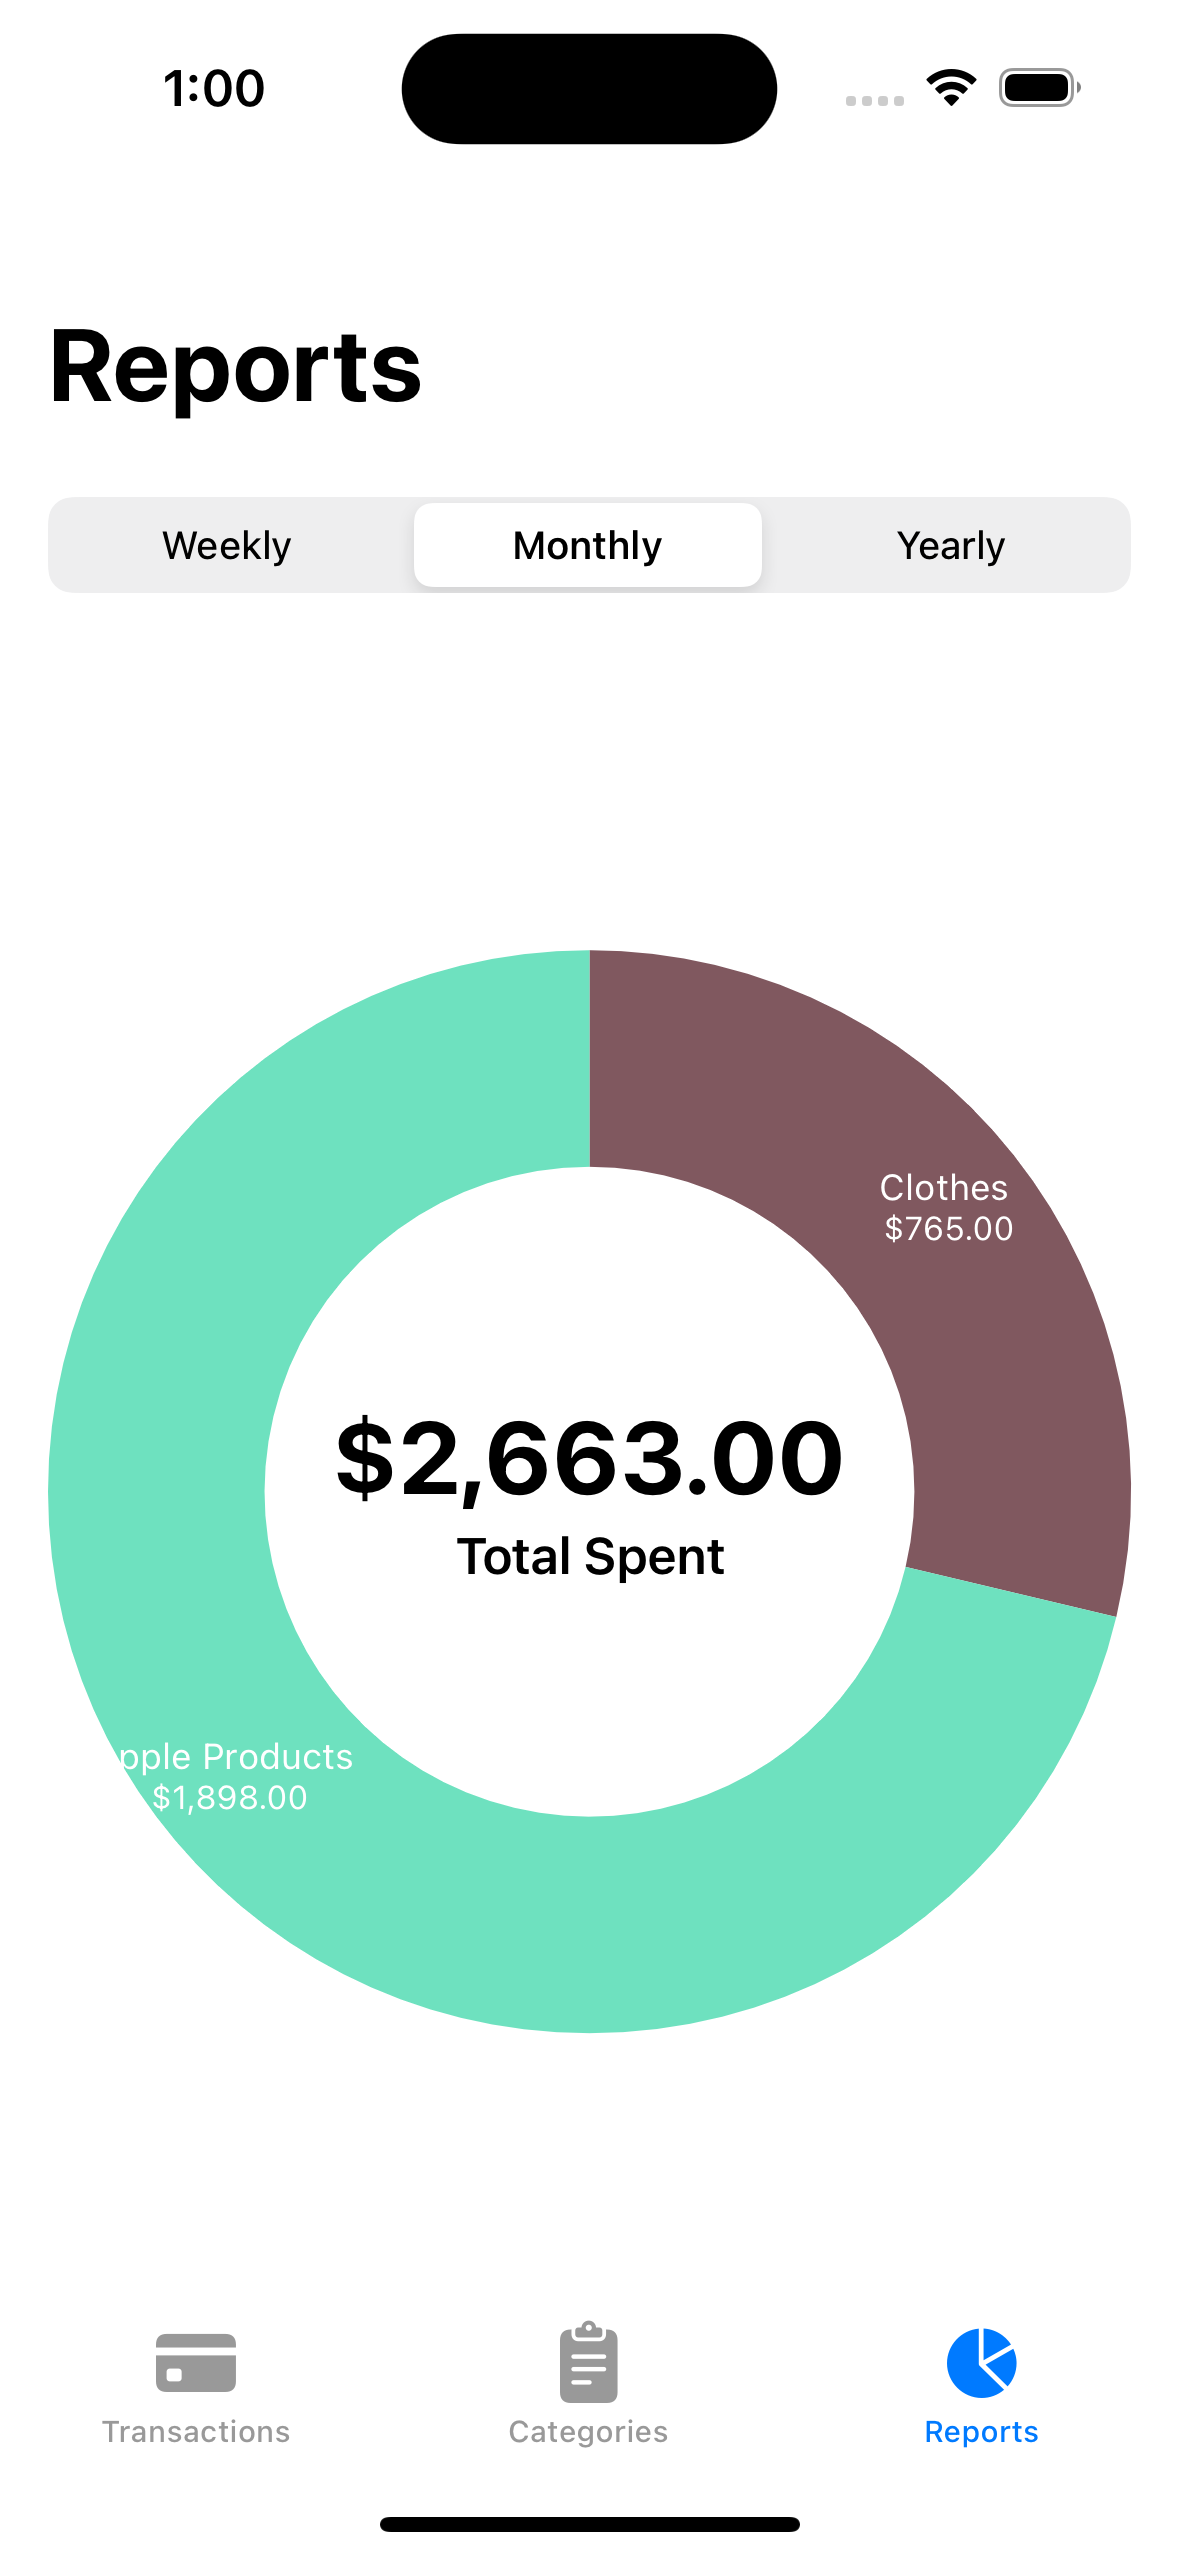 1:00
Reports
Weekly Monthly Yearly
Clothes
$765.00
$2,663.00
Total Spent
pple Products
$1,898.00
Transactions Categories Reports